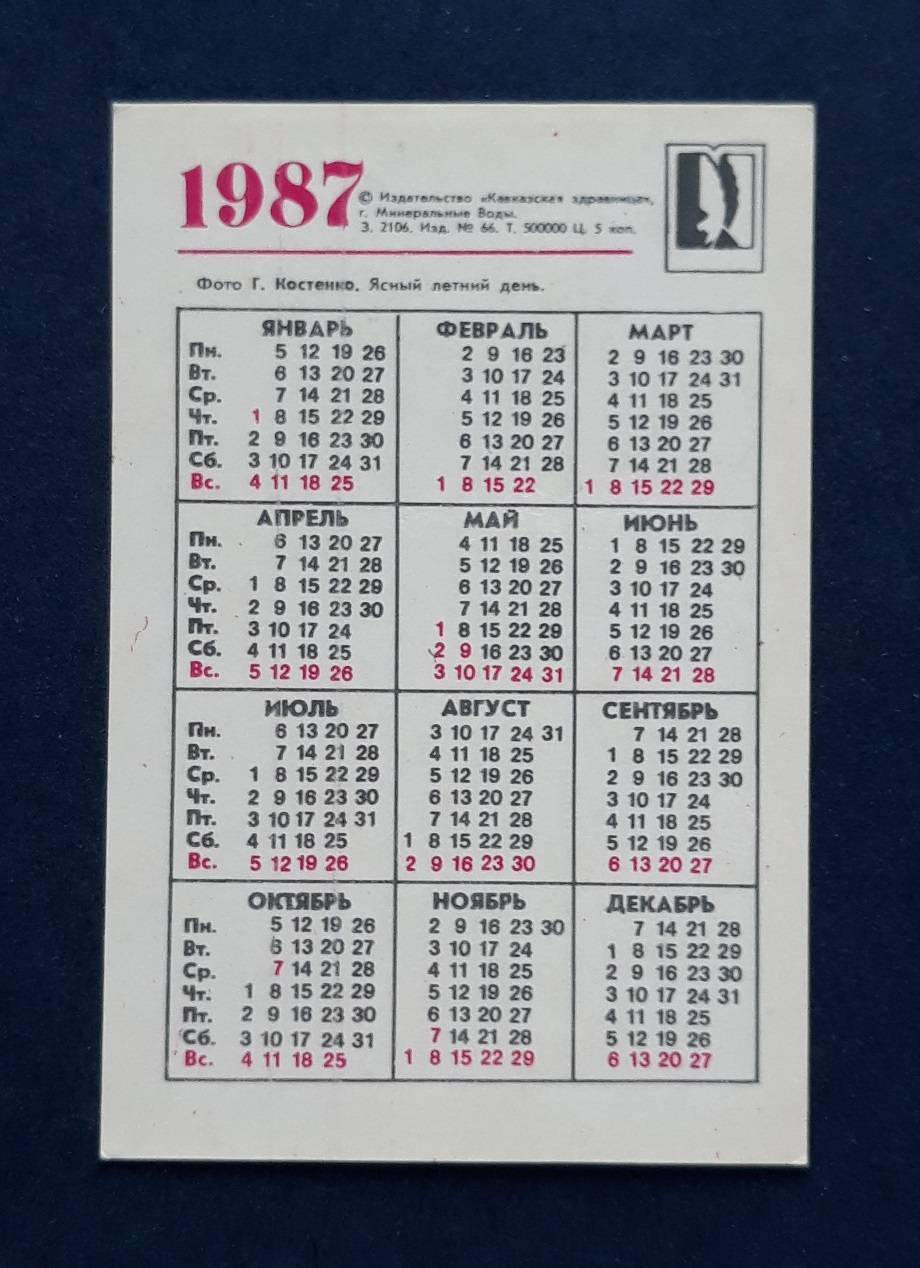 1987
© Издательство «Кавказская здравница»,
г. Минеральные Воды.
З. 2106. Изд. № 66. Т. 500000 Ц. 5 коп.
Фото Г. Костенко. Ясный летний день.
ЯНВАРЬ ФЕВРАЛЬ МАРТ
Пн. 5 12 19 26 2 9 16 23 2 9 16 23 30
Вт. 6 13 20 27 3 10 17 24 3 10 17 24 31
Ср. 7 14 21 28 4 11 18 25 4 11 18 25
Чт. 1 8 15 22 29 5 12 19 26 5 12 19 26
Пт. 2 9 16 23 30 6 13 20 27 6 13 20 27
Сб. 3 10 17 24 31 7 14 21 28 7 14 21 28
Вс. 4 11 18 25 1 8 15 22 1 8 15 22 29
АПРЕЛЬ МАЙ ИЮНЬ
Пн. 6 13 20 27 4 11 18 25 1 8 15 22 29
Вт. 7 14 21 28 5 12 19 26 2 9 16 23 30
Ср. 1 8 15 22 29 6 13 20 27 3 10 17 24
Чт. 2 9 16 23 30 7 14 21 28 4 11 18 25
Пт. 3 10 17 24 1 8 15 22 29 5 12 19 26
Сб. 4 11 18 25 2 9 16 23 30 6 13 20 27
Вс. 5 12 19 26 3 10 17 24 31 7 14 21 28
ИЮЛЬ АВГУСТ СЕНТЯБРЬ
Пн. 6 13 20 27 3 10 17 24 31 7 14 21 28
Вт. 7 14 21 28 4 11 18 25 1 8 15 22 29
Ср. 1 8 15 22 29 5 12 19 26 2 9 16 23 30
Чт. 2 9 16 23 30 6 13 20 27 3 10 17 24
Пт. 3 10 17 24 31 7 14 21 28 4 11 18 25
Сб. 4 11 18 25 1 8 15 22 29 5 12 19 26
Вс. 5 12 19 26 2 9 16 23 30 6 13 20 27
ОКТЯБРЬ НОЯБРЬ ДЕКАБРЬ
Пн. 5 12 19 26 2 9 16 23 30 7 14 21 28
Вт. 6 13 20 27 3 10 17 24 1 8 15 22 29
Ср. 7 14 21 28 4 11 18 25 2 9 16 23 30
Чт. 1 8 15 22 29 5 12 19 26 3 10 17 24 31
Пт. 2 9 16 23 30 6 13 20 27 4 11 18 25
Сб. 3 10 17 24 31 7 14 21 28 5 12 19 26
Вс. 4 11 18 25 1 8 15 22 29 6 13 20 27